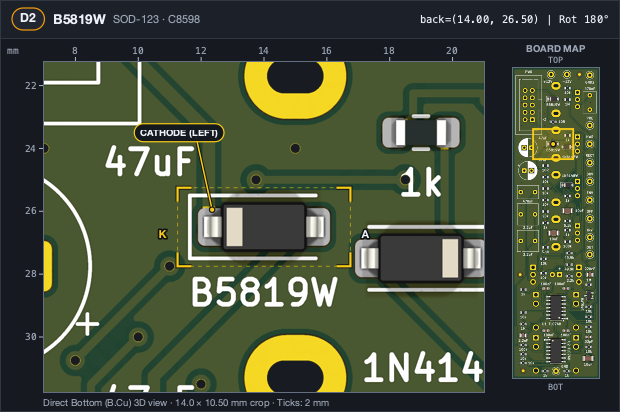 D2 B5819W SOD-123 · C8598 back=(14.00, 26.50) | Rot 180°
mm 8 10 12 14 16 18 20
22
24
26
28
30
CATHODE (LEFT)
47uF
1k
K
A
B5819W
1N414
47uF
Direct Bottom (B.Cu) 3D view · 14.0 × 10.50 mm crop · Ticks: 2 mm
BOARD MAP
TOP
BOT